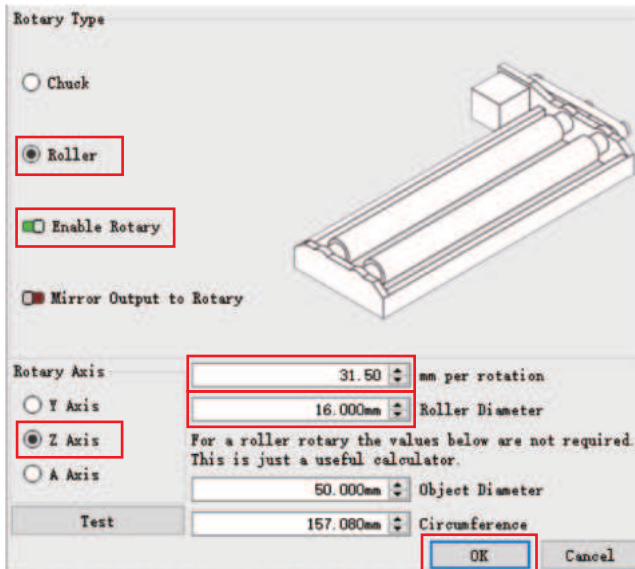 Rotary Type
Chuck
Roller
Enable Rotary
Mirror Output to Rotary
Rotary Axis
31.50 mm per rotation
Y Axis
16.000mm Roller Diameter
Z Axis
For a roller rotary the values below are not required.
This is just a useful calculator.
A Axis
50.000mm Object Diameter
Test
157.080mm Circumference
OK
Cancel